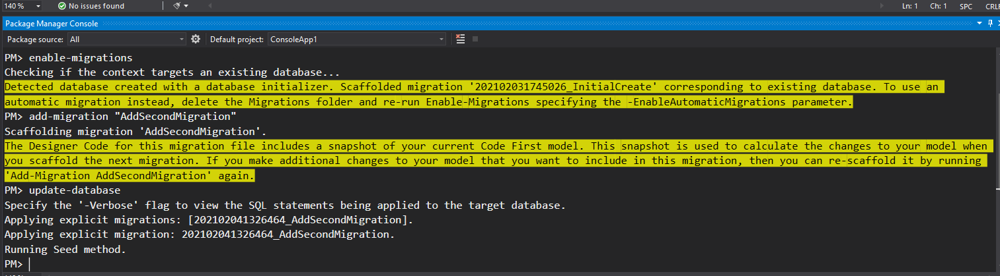 140 % No issues found Ln: 1 Ch: 1 SPC CRLF
Package Manager Console
Package source: All Default project: ConsoleApp1
PM> enable-migrations
Checking if the context targets an existing database...
Detected database created with a database initializer. Scaffolded migration '202102031745026_InitialCreate' corresponding to existing database. To use an
automatic migration instead, delete the Migrations folder and re-run Enable-Migrations specifying the -EnableAutomaticMigrations parameter.
PM> add-migration "AddSecondMigration"
Scaffolding migration 'AddSecondMigration'.
The Designer Code for this migration file includes a snapshot of your current Code First model. This snapshot is used to calculate the changes to your model when
you scaffold the next migration. If you make additional changes to your model that you want to include in this migration, then you can re-scaffold it by running
'Add-Migration AddSecondMigration' again.
PM> update-database
Specify the '-Verbose' flag to view the SQL statements being applied to the target database.
Applying explicit migrations: [202102041326464_AddSecondMigration].
Applying explicit migration: 202102041326464_AddSecondMigration.
Running Seed method.
PM>